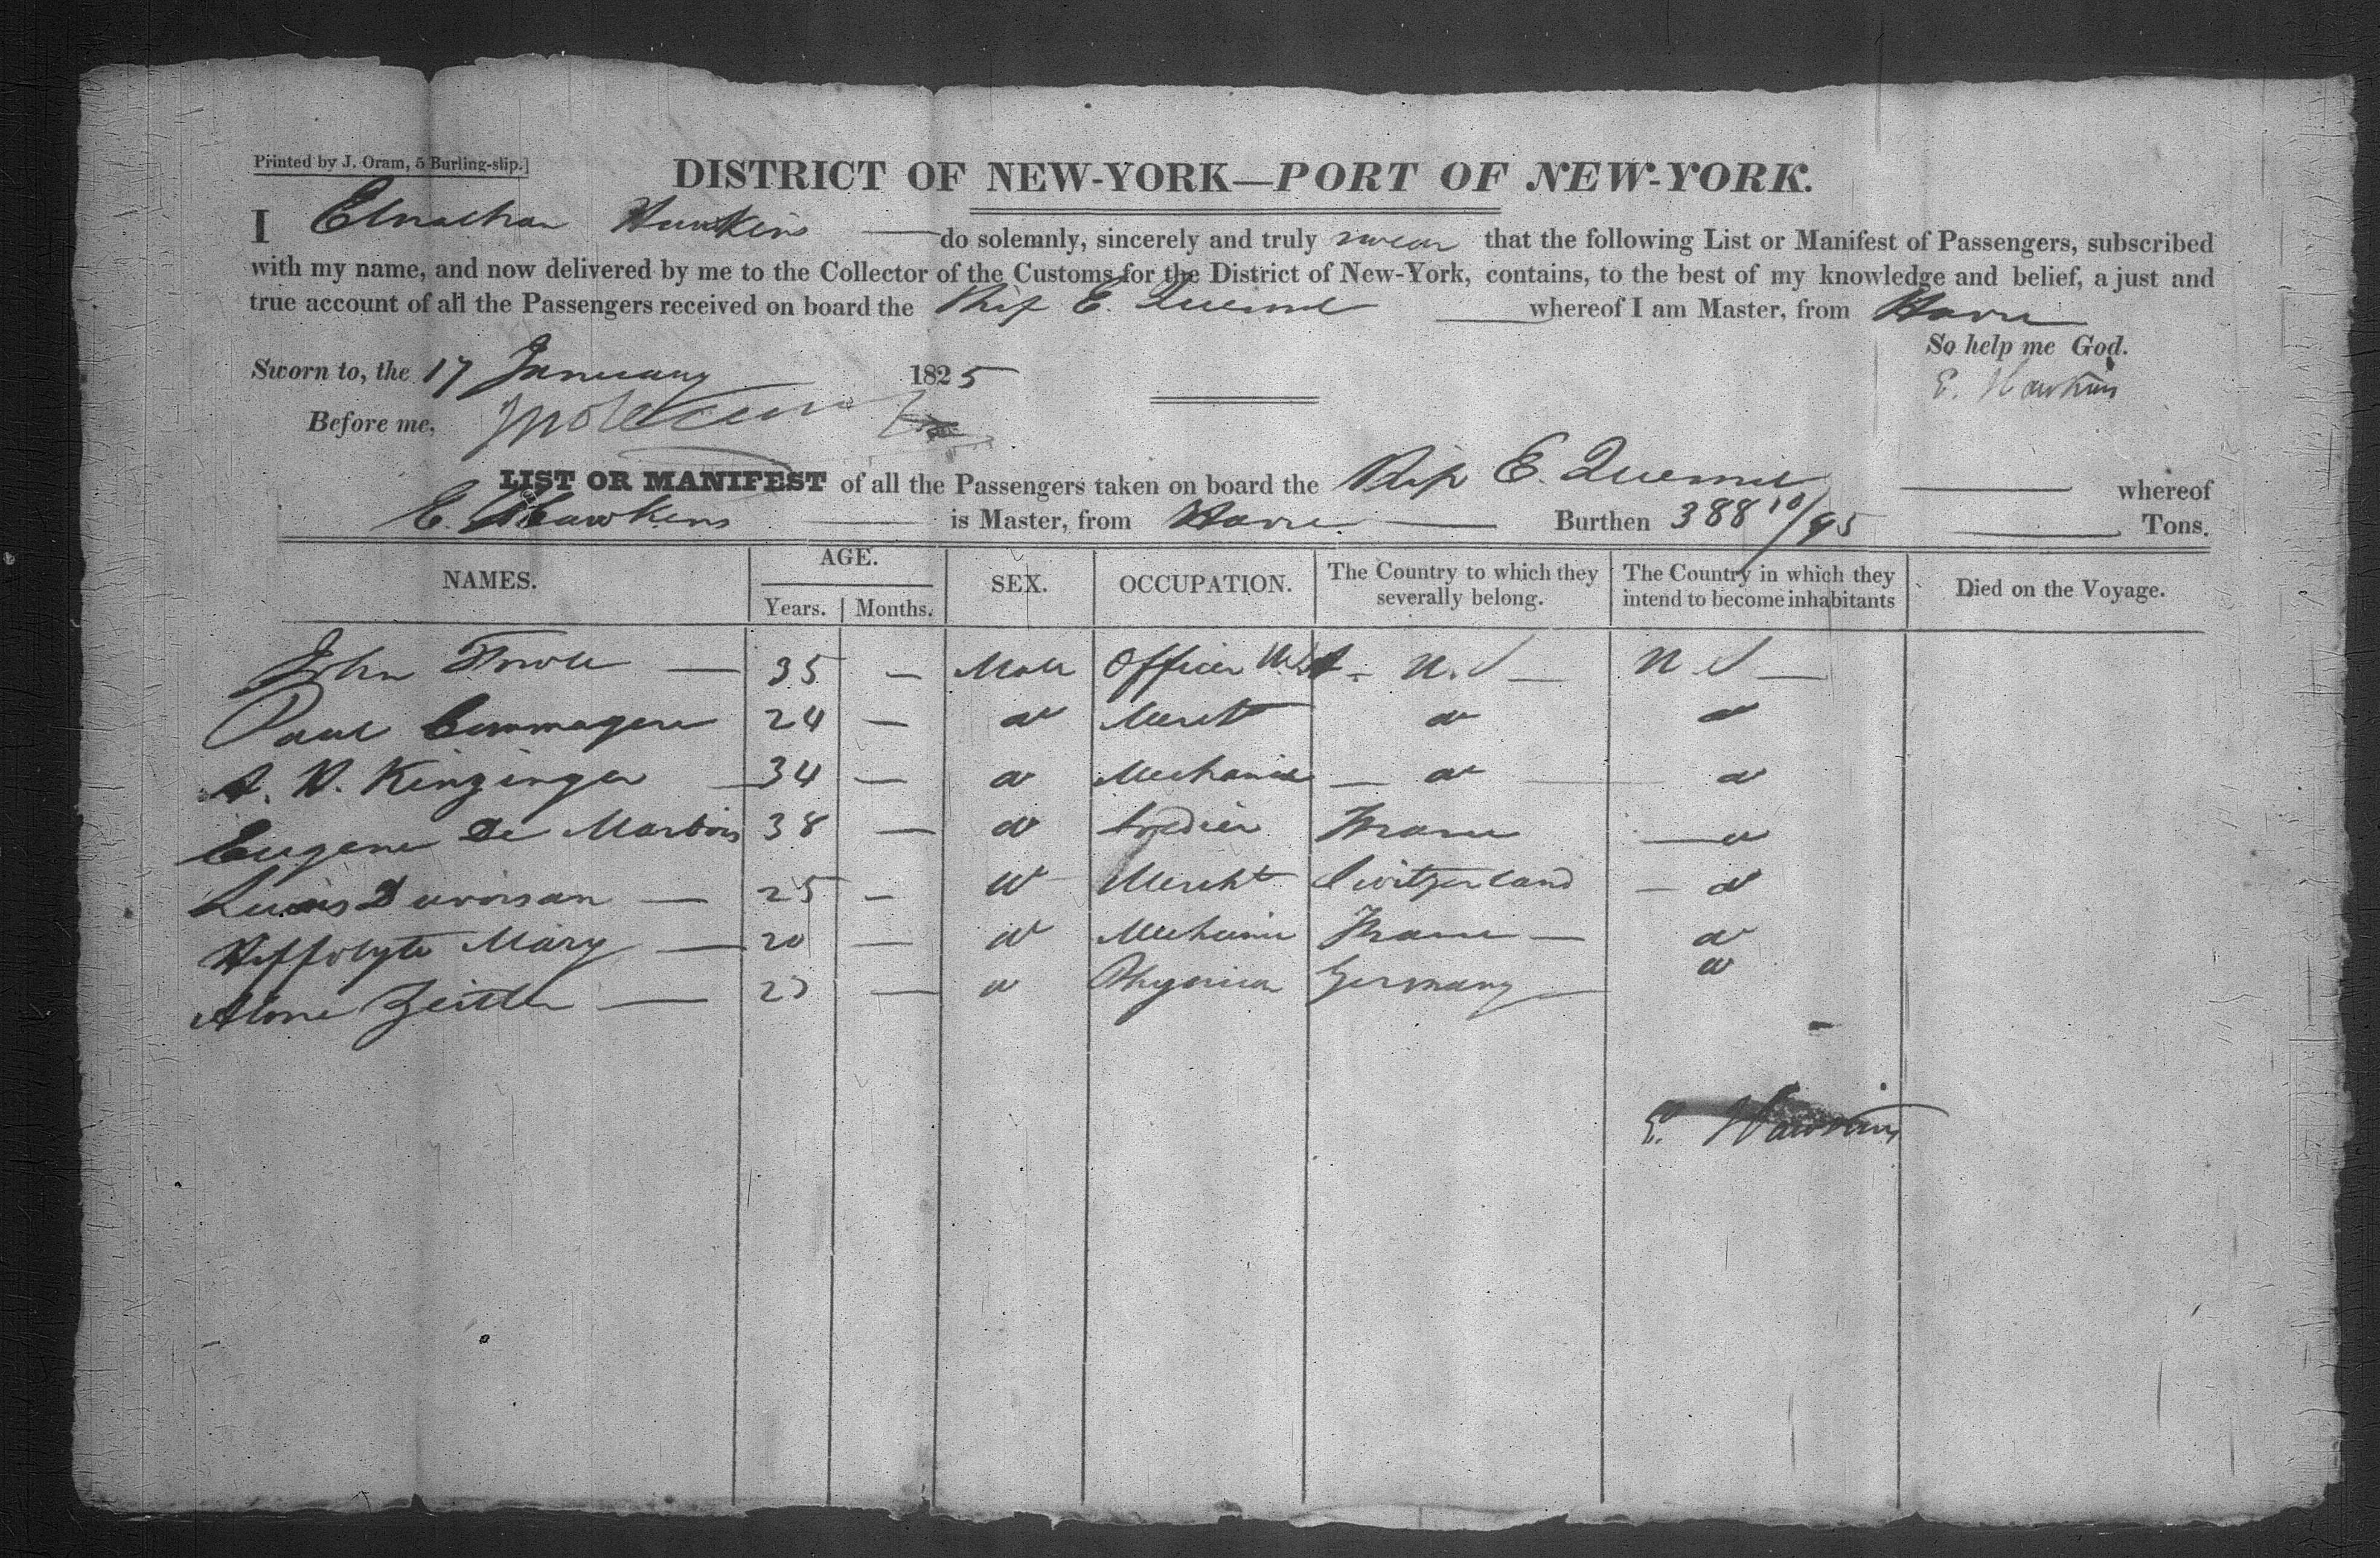 Printed by J. Oram, 5 Burling-slip.]
DISTRICT OF NEW-YORK—PORT OF NEW-YORK.
I Elnathan Hawkins do solemnly, sincerely and truly swear that the following List or Manifest of Passengers, subscribed
with my name, and now delivered by me to the Collector of the Customs for the District of New-York, contains, to the best of my knowledge and belief, a just and
true account of all the Passengers received on board the Ship E. Quesnel whereof I am Master, from Havre
So help me God.
Sworn to, the 17 January 1825
E. Hawkins
Before me,
LIST OR MANIFEST of all the Passengers taken on board the Ship E. Quesnel whereof
E. Hawkins is Master, from Havre Burthen 388 10/95 Tons.
NAMES. AGE. Years. Months. SEX. OCCUPATION. The Country to which they severally belong. The Country in which they intend to become inhabitants Died on the Voyage.
John Fowle — 35 — Male Officer U.S.A. U.S — U S —
Paul Commagere 24 — do Mercht do do
A. H. Kinzinger — 34 — do Mechanic — do — do
Eugene De Marbois 38 — do France — do
Louis — 25 — do Mercht Switzerland — do
Hippolyte Mary — 20 — do Mechanic France — do
Zeitler — — do Physician Germany — do
E. Hawkins